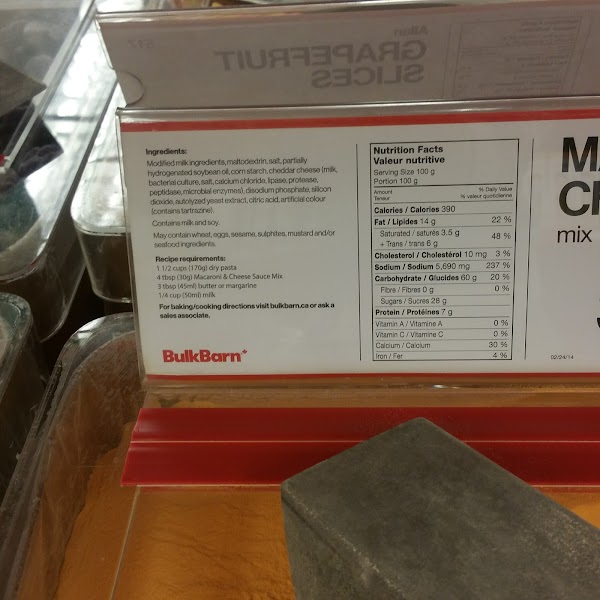 517
Allan
GRAPEFRUIT
SLICES
Ingredients:
Modified milk ingredients, maltodextrin, salt, partially
hydrogenated soybean oil, corn starch, cheddar cheese (milk,
bacterial culture, salt, calcium chloride, lipase, protease,
peptidase, microbial enzymes), disodium phosphate, silicon
dioxide, autolyzed yeast extract, citric acid, artificial colour
(contains tartrazine).
Contains milk and soy.
May contain wheat, eggs, sesame, sulphites, mustard and/or
seafood ingredients.
Recipe requirements:
1 1/2 cups (170g) dry pasta
4 tbsp (30g) Macaroni & Cheese Sauce Mix
3 tbsp (45ml) butter or margarine
1/4 cup (50ml) milk
For baking/cooking directions visit bulkbarn.ca or ask a
sales associate.
BulkBarn
Nutrition Facts
Valeur nutritive
Serving Size 100 g
Portion 100 g
Amount % Daily Value
Teneur % valeur quotidienne
Calories / Calories 390
Fat / Lipides 14 g 22 %
Saturated / saturés 3.5 g
+ Trans / trans 6 g 48 %
Cholesterol / Cholestérol 10 mg 3 %
Sodium / Sodium 5,690 mg 237 %
Carbohydrate / Glucides 60 g 20 %
Fibre / Fibres 0 g 0 %
Sugars / Sucres 28 g
Protein / Protéines 7 g
Vitamin A / Vitamine A 0 %
Vitamin C / Vitamine C 0 %
Calcium / Calcium 30 %
Iron / Fer 4 %
MA
CH
mix
02/24/14